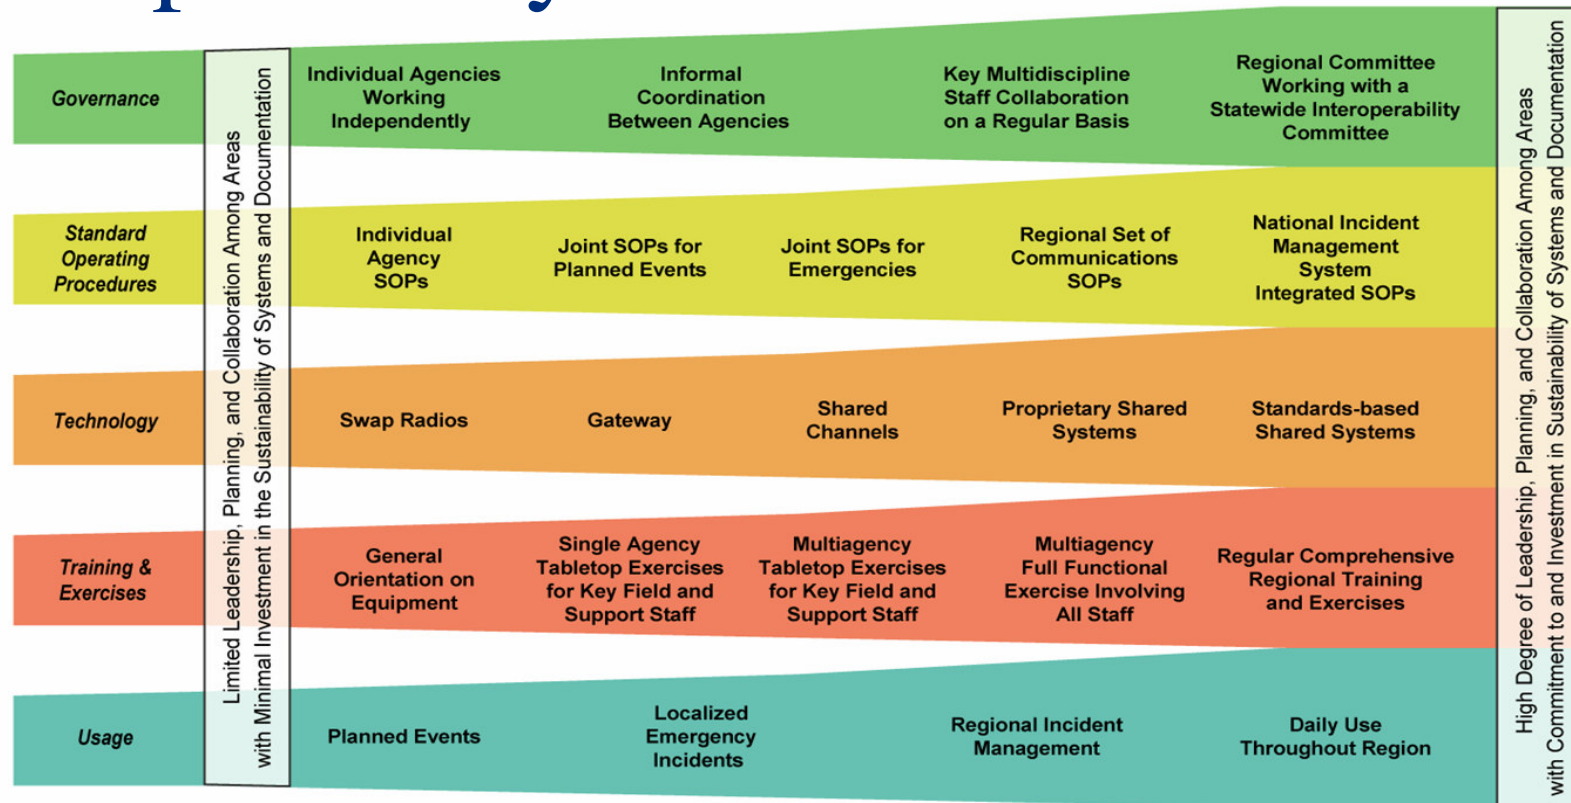 Governance
Individual Agencies
Working
Independently
Informal
Coordination
Between Agencies
Key Multidiscipline
Staff Collaboration
on a Regular Basis
Regional Committee
Working with a
Statewide Interoperability
Committee
Standard
Operating
Procedures
Individual
Agency
SOPs
Joint SOPs for
Planned Events
Joint SOPs for
Emergencies
Regional Set of
Communications
SOPs
National Incident
Management
System
Integrated SOPs
Technology
Swap Radios
Gateway
Shared
Channels
Proprietary Shared
Systems
Standards-based
Shared Systems
Training &
Exercises
General
Orientation on
Equipment
Single Agency
Tabletop Exercises
for Key Field and
Support Staff
Multiagency
Tabletop Exercises
for Key Field and
Support Staff
Multiagency
Full Functional
Exercise Involving
All Staff
Regular Comprehensive
Regional Training
and Exercises
Usage
Planned Events
Localized
Emergency
Incidents
Regional Incident
Management
Daily Use
Throughout Region
Limited Leadership, Planning, and Collaboration Among Areas
with Minimal Investment in the Sustainability of Systems and Documentation
High Degree of Leadership, Planning, and Collaboration Among Areas
with Commitment to and Investment in Sustainability of Systems and Documentation